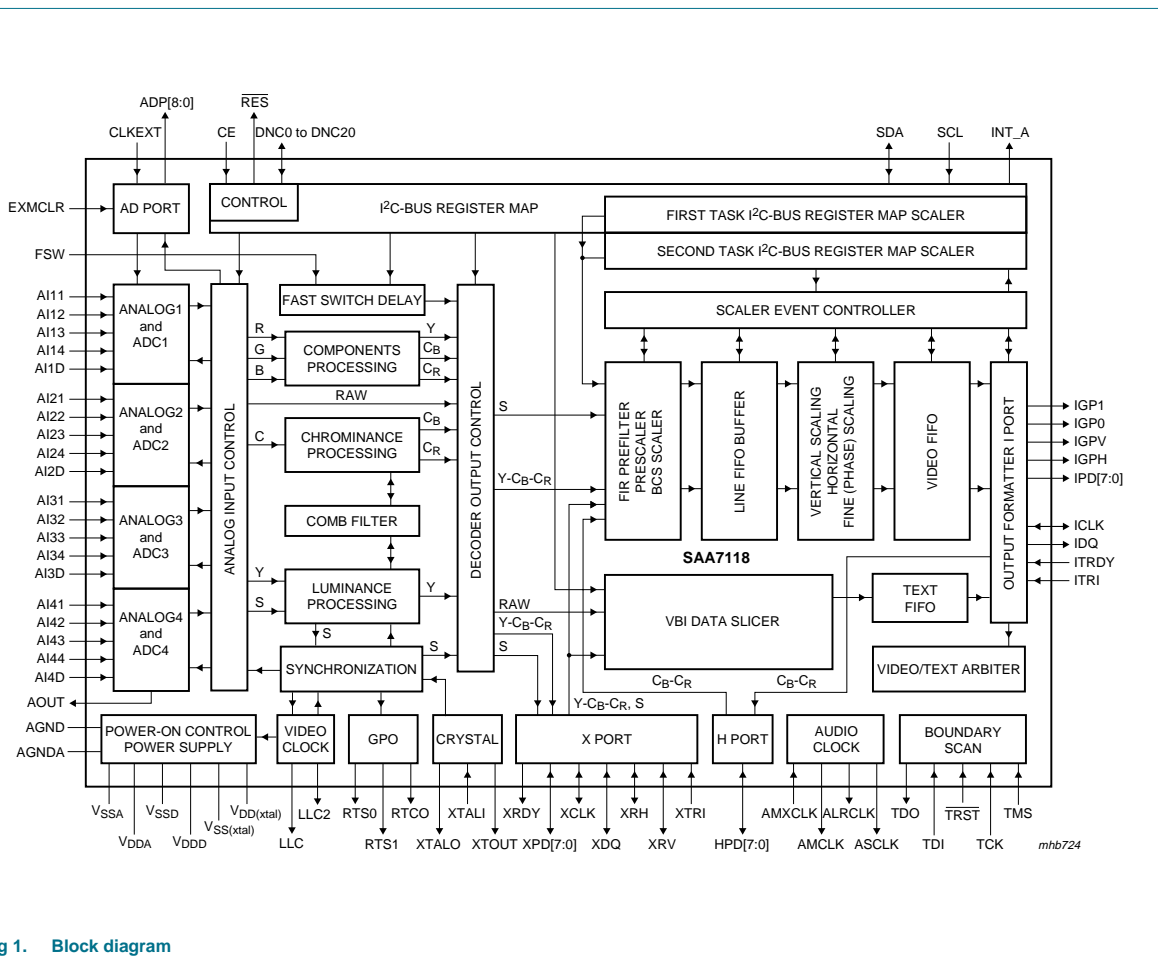 ADP[8:0]
RES
CLKEXT
CE
DNC0 to DNC20
SDA
SCL
INT_A
EXMCLR
AD PORT
CONTROL
I2C-BUS REGISTER MAP
FIRST TASK I2C-BUS REGISTER MAP SCALER
SECOND TASK I2C-BUS REGISTER MAP SCALER
FSW
AI11
AI12
AI13
AI14
AI1D
ANALOG1
and
ADC1
AI21
AI22
AI23
AI24
AI2D
ANALOG2
and
ADC2
AI31
AI32
AI33
AI34
AI3D
ANALOG3
and
ADC3
AI41
AI42
AI43
AI44
AI4D
ANALOG4
and
ADC4
AOUT
AGND
AGNDA
ANALOG INPUT CONTROL
FAST SWITCH DELAY
R
G
B
COMPONENTS
PROCESSING
Y
CB
CR
RAW
C
CHROMINANCE
PROCESSING
CB
CR
COMB FILTER
Y
S
LUMINANCE
PROCESSING
Y
S
SYNCHRONIZATION
S
DECODER OUTPUT CONTROL
S
Y-CB-CR
RAW
Y-CB-CR
S
SCALER EVENT CONTROLLER
FIR PREFILTER
PRESCALER
BCS SCALER
LINE FIFO BUFFER
VERTICAL SCALING
HORIZONTAL
FINE (PHASE) SCALING
VIDEO FIFO
OUTPUT FORMATTER I PORT
IGP1
IGP0
IGPV
IGPH
IPD[7:0]
ICLK
IDQ
ITRDY
ITRI
SAA7118
VBI DATA SLICER
TEXT
FIFO
VIDEO/TEXT ARBITER
CB-CR
CB-CR
Y-CB-CR, S
POWER-ON CONTROL
POWER SUPPLY
VIDEO
CLOCK
GPO
CRYSTAL
X PORT
H PORT
AUDIO
CLOCK
BOUNDARY
SCAN
VSSA
VSSD
VDD(xtal)
LLC2
RTS0
RTCO
XTALI
XRDY
XCLK
XRH
XTRI
AMXCLK
ALRCLK
TDO
TRST
TMS
VDDA
VDDD
VSS(xtal)
LLC
RTS1
XTALO
XTOUT
XPD[7:0]
XDQ
XRV
HPD[7:0]
AMCLK
ASCLK
TDI
TCK
mhb724
g 1. Block diagram